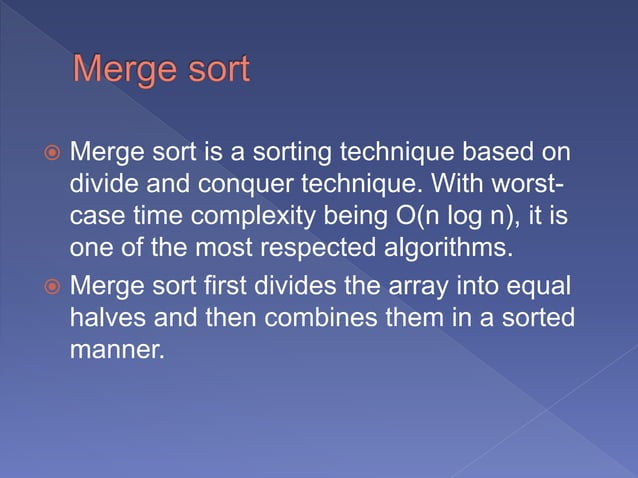 Merge sort
Merge sort is a sorting technique based on
divide and conquer technique. With worst-
case time complexity being Ο(n log n), it is
one of the most respected algorithms.
Merge sort first divides the array into equal
halves and then combines them in a sorted
manner.